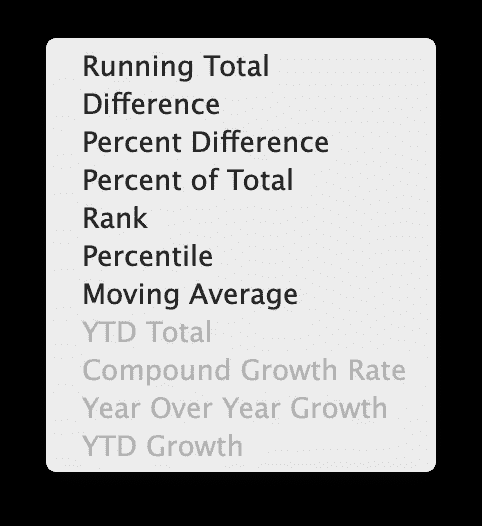 Running Total
Difference
Percent Difference
Percent of Total
Rank
Percentile
Moving Average
YTD Total
Compound Growth Rate
Year Over Year Growth
YTD Growth